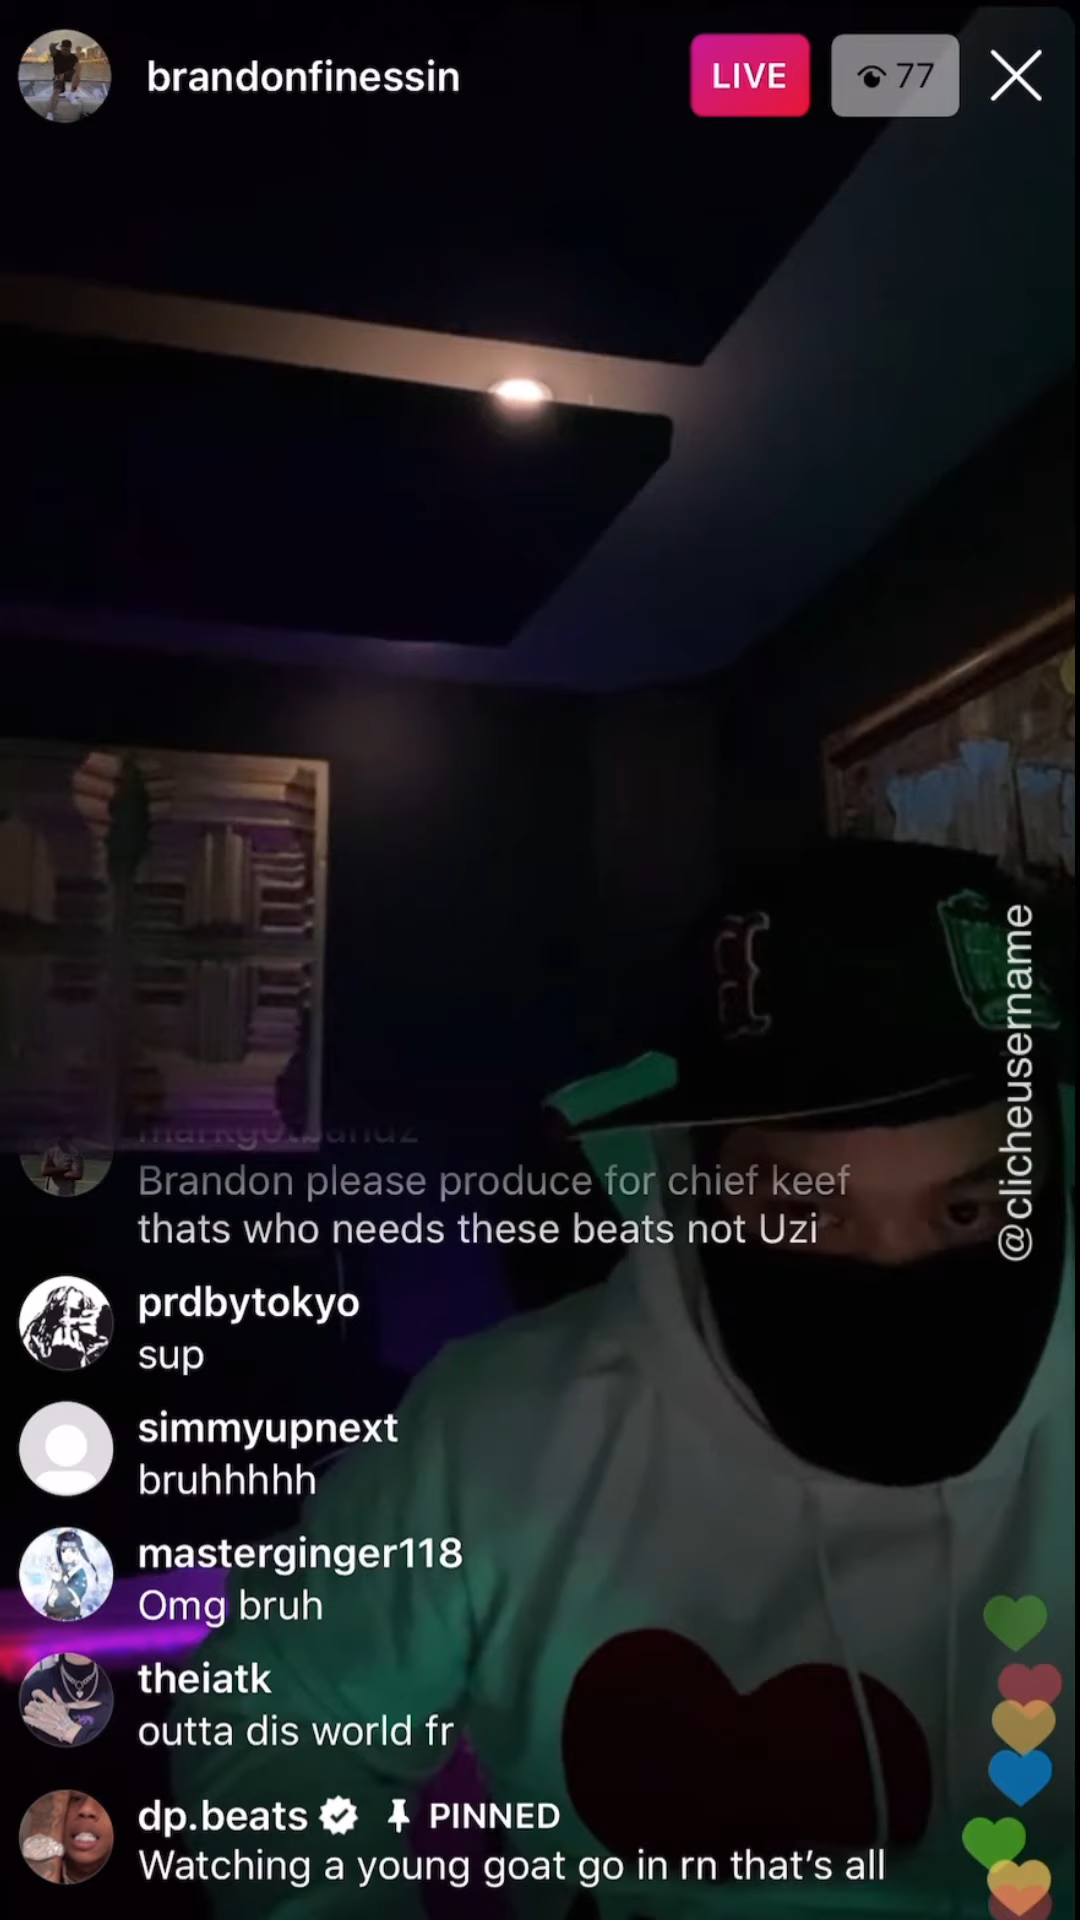 brandonfinessin
LIVE
77
@clicheusername
markgotbandz
Brandon please produce for chief keef
thats who needs these beats not Uzi
prdbytokyo
sup
simmyupnext
bruhhhhh
masterginger118
Omg bruh
theiatk
outta dis world fr
dp.beats PINNED
Watching a young goat go in rn that’s all